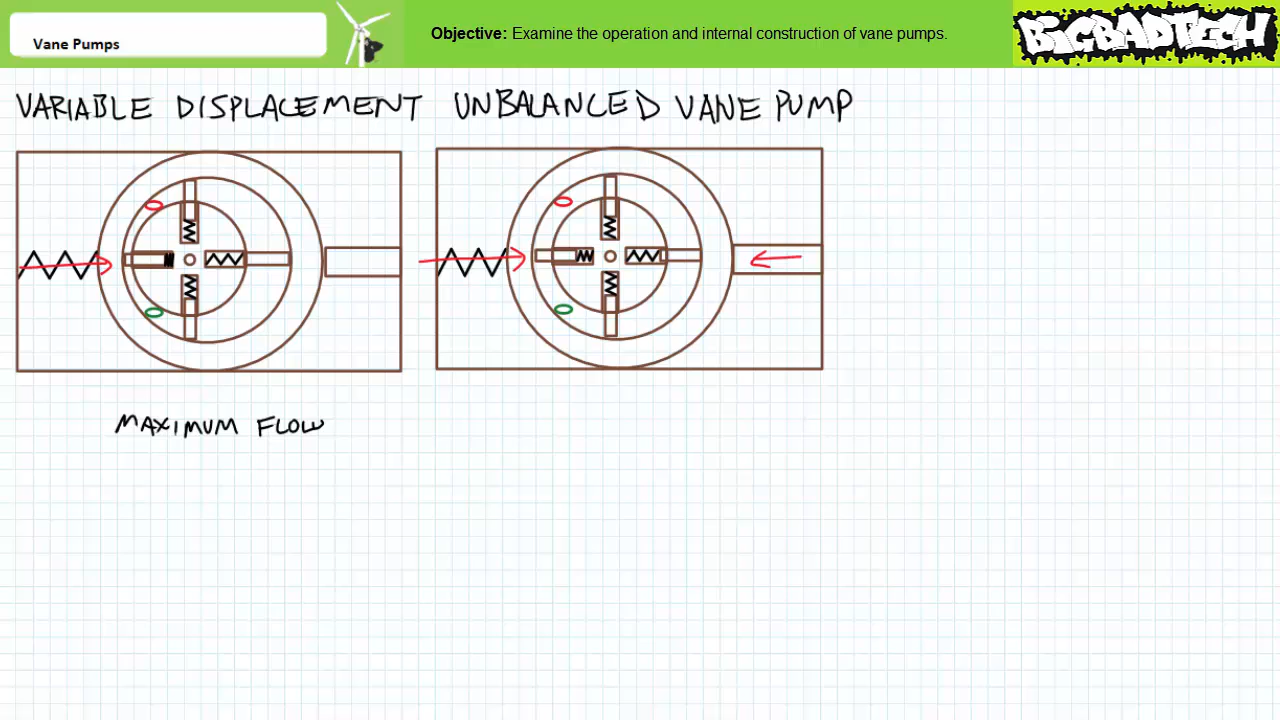 Vane Pumps
Objective: Examine the operation and internal construction of vane pumps.
BIGBADTECH
VARIABLE DISPLACEMENT UNBALANCED VANE PUMP
MAXIMUM FLOW